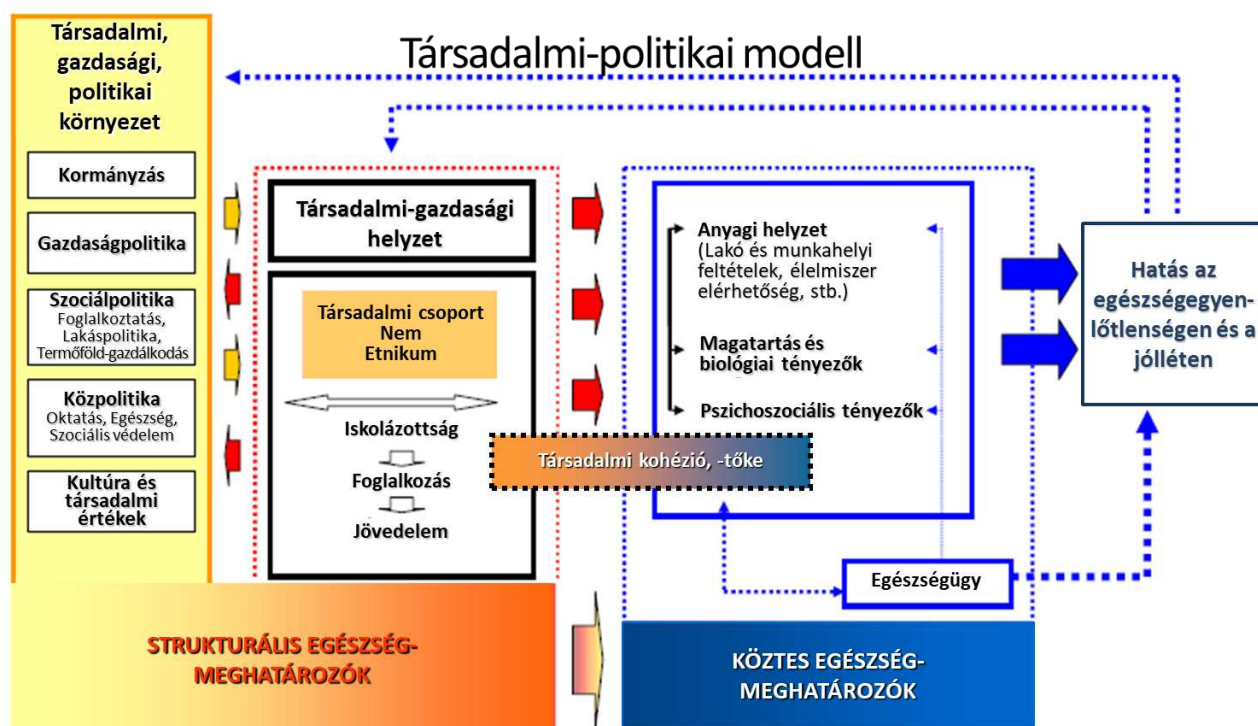 Társadalmi-politikai modell
Társadalmi,
gazdasági,
politikai
környezet
Kormányzás
Gazdaságpolitika
Szociálpolitika
Foglalkoztatás,
Lakáspolitika,
Termőföld-gazdálkodás
Közpolitika
Oktatás, Egészség,
Szociális védelem
Kultúra és
társadalmi
értékek
Társadalmi-gazdasági
helyzet
Társadalmi csoport
Nem
Etnikum
Iskolázottság
Foglalkozás
Jövedelem
Társadalmi kohézió, -tőke
Anyagi helyzet
(Lakó és munkahelyi
feltételek, élelmiszer
elérhetőség, stb.)
Magatartás és
biológiai tényezők
Pszichoszociális tényezők
Egészségügy
Hatás az
egészségegyen-
lőtlenségen és a
jólléten
STRUKTURÁLIS EGÉSZSÉG-
MEGHATÁROZÓK
KÖZTES EGÉSZSÉG-
MEGHATÁROZÓK